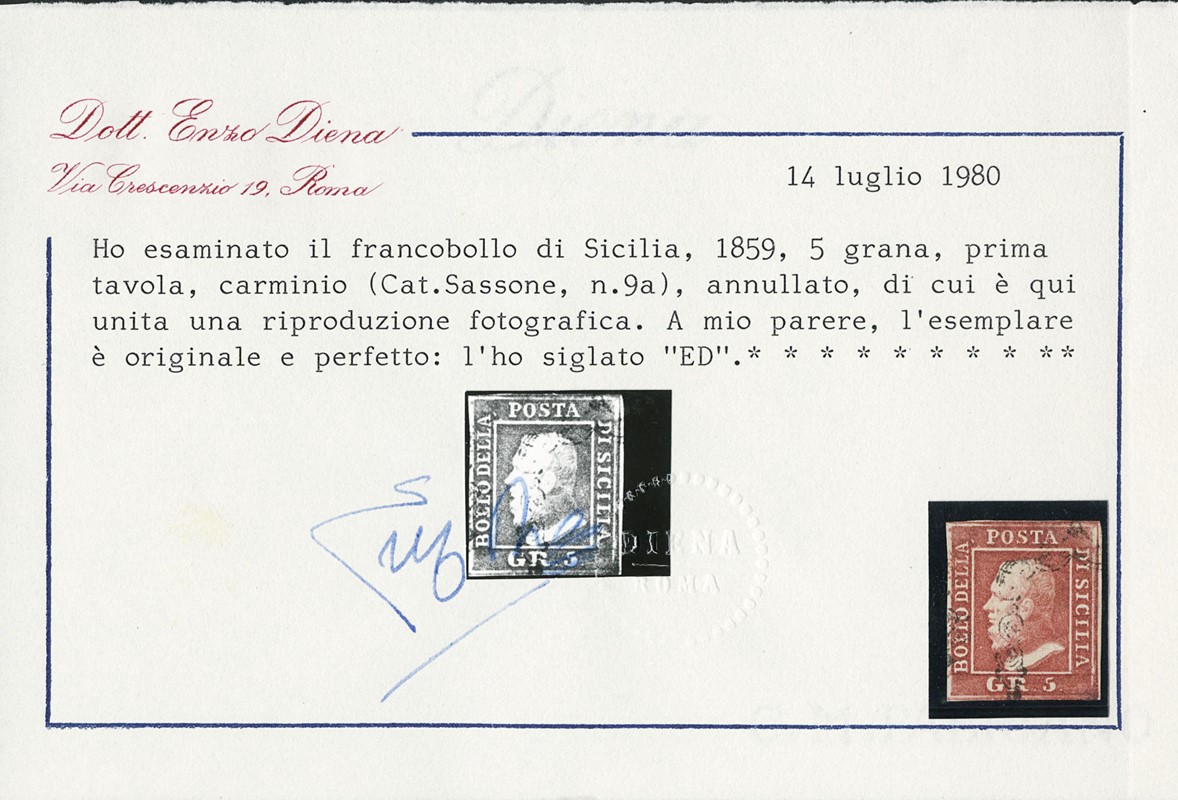 Dott. Enzo Diena
Via Crescenzio 19, Roma
14 luglio 1980
Ho esaminato il francobollo di Sicilia, 1859, 5 grana, prima
tavola, carminio (Cat.Sassone, n.9a), annullato, di cui è qui
unita una riproduzione fotografica. A mio parere, l'esemplare
è originale e perfetto: l'ho siglato "ED".* * * * * * * * * **
POSTA
BOLLO DELLA
DI SICILIA
GR 5
DIENA
ROMA
POSTA
BOLLO DELLA
DI SICILIA
GR 5